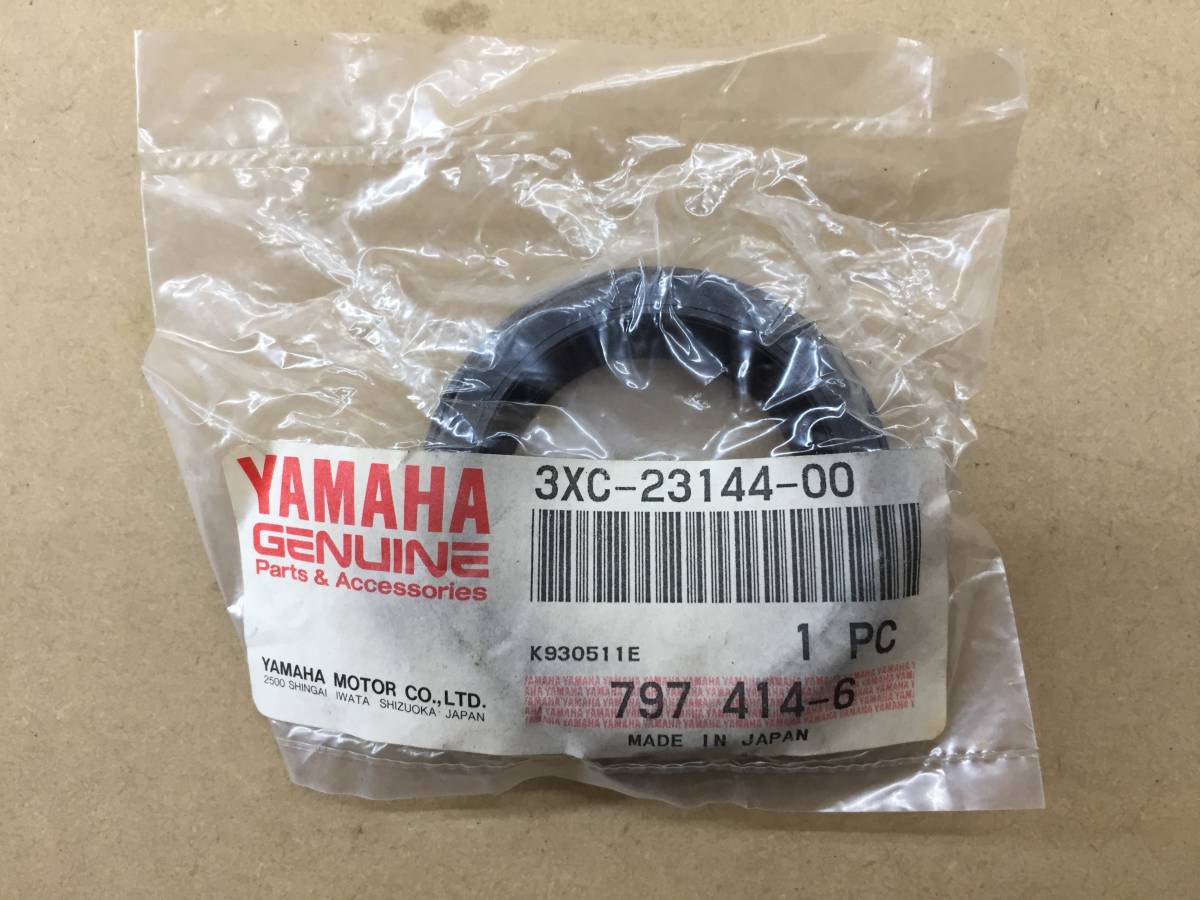 YAMAHA
GENUINE
Parts & Accessories
YAMAHA MOTOR CO.,LTD.
2500 SHINGAI IWATA SHIZUOKA JAPAN
3XC-23144-00
K930511E
1 PC
797 414-6
MADE IN JAPAN